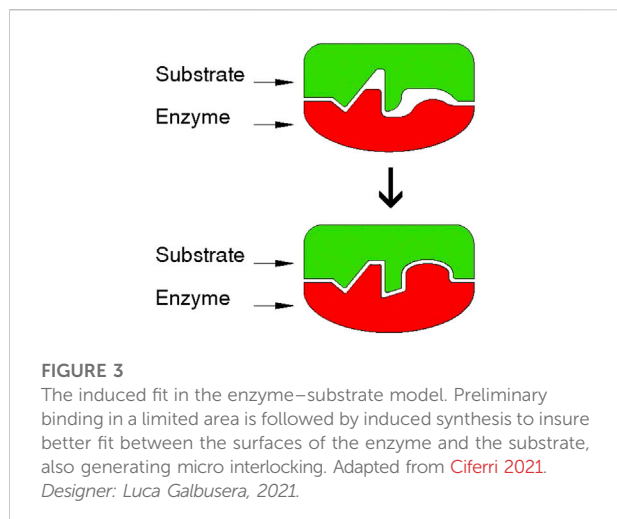 Substrate
Enzyme
Substrate
Enzyme
FIGURE 3
The induced fit in the enzyme–substrate model. Preliminary
binding in a limited area is followed by induced synthesis to insure
better fit between the surfaces of the enzyme and the substrate,
also generating micro interlocking. Adapted from Ciferri 2021.
Designer: Luca Galbusera, 2021.